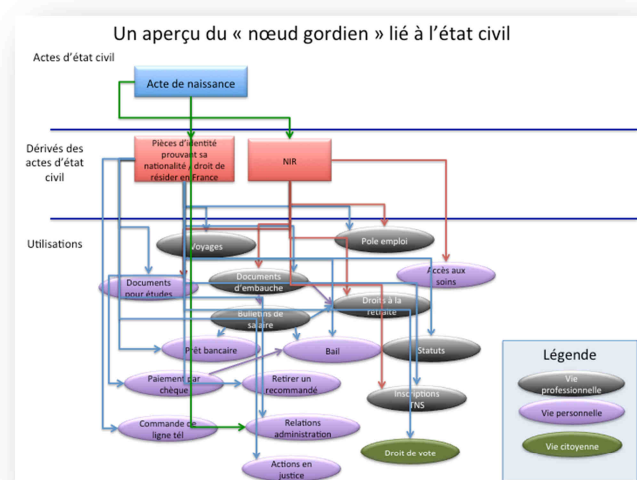 Un aperçu du « nœud gordien » lié à l'état civil
Actes d'état civil
Acte de naissance
Dérivés des
actes d'état
civil
Pièces d'identité
prouvant sa
nationalité / droit de
résider en France
NIR
Utilisations
Voyages
Pole emploi
Accès aux
soins
Documents
pour études
Documents
d'embauche
Droits à la
retraite
Bulletins de
salaire
Prêt bancaire
Bail
Statuts
Paiement par
chèque
Retirer un
recommandé
Inscriptions
TNS
Commande de
ligne tél
Relations
administration
Droit de vote
Actions en
justice
Légende
Vie
professionnelle
Vie personnelle
Vie citoyenne